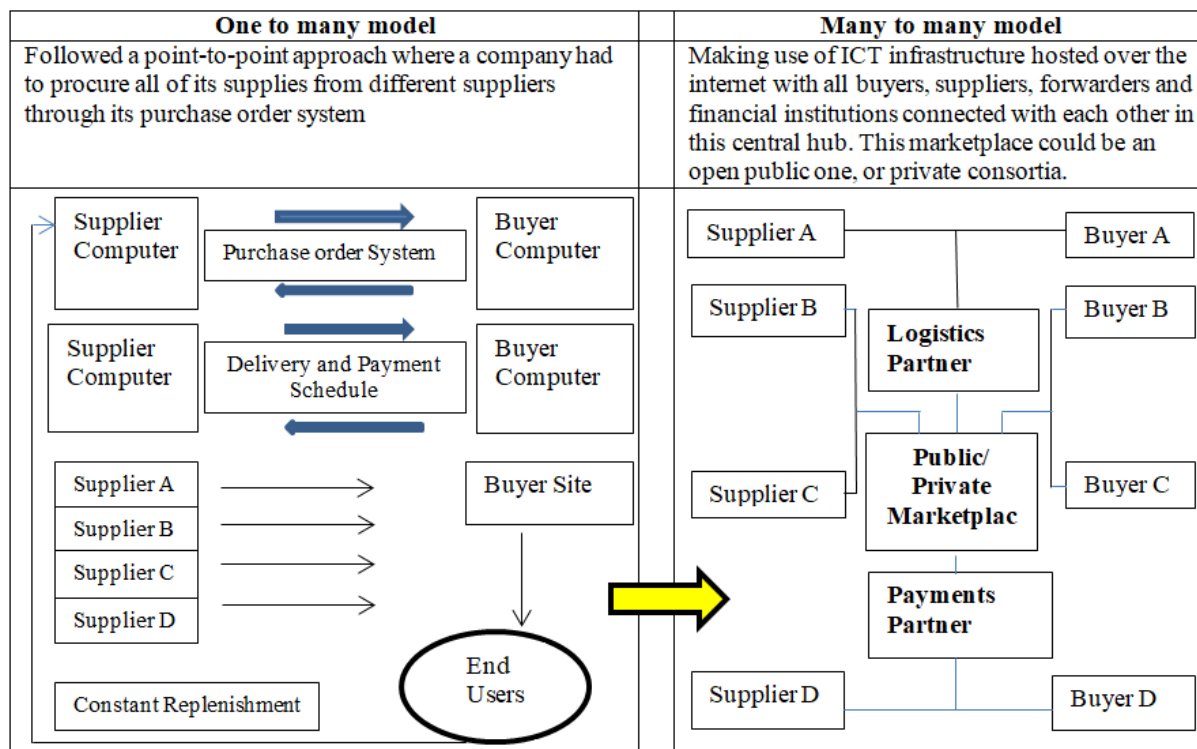 One to many model
Followed a point-to-point approach where a company had
to procure all of its supplies from different suppliers
through its purchase order system
Supplier
Computer
Purchase order System
Buyer
Computer
Supplier
Computer
Delivery and Payment
Schedule
Buyer
Computer
Supplier A
Supplier B
Supplier C
Supplier D
Buyer Site
End
Users
Constant Replenishment
Many to many model
Making use of ICT infrastructure hosted over the
internet with all buyers, suppliers, forwarders and
financial institutions connected with each other in
this central hub. This marketplace could be an
open public one, or private consortia.
Supplier A
Buyer A
Supplier B
Buyer B
Logistics
Partner
Public/
Private
Marketplac
Supplier C
Buyer C
Payments
Partner
Supplier D
Buyer D